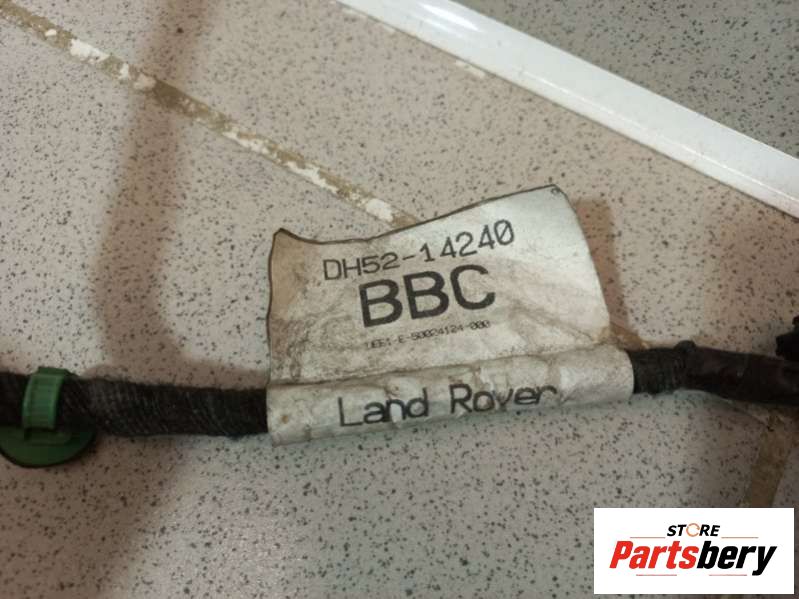 DH52-14240
BBC
Land Rover
STORE
Partsbery